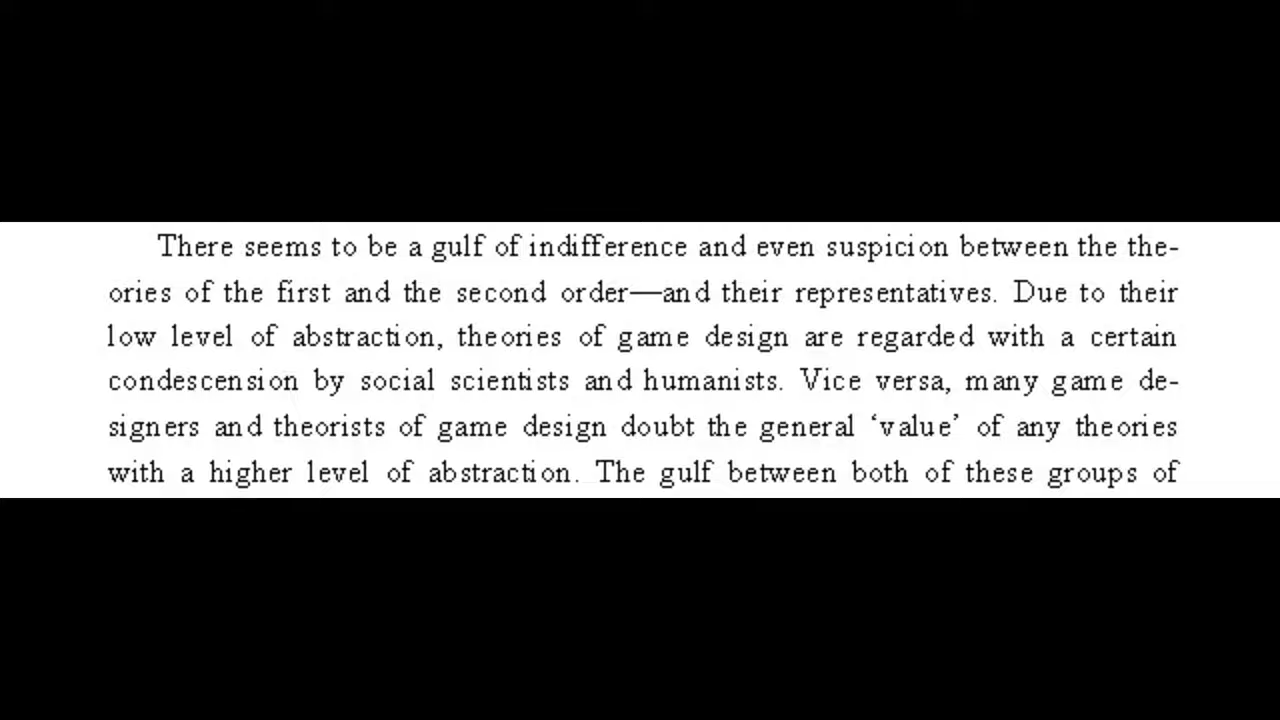 There seems to be a gulf of indifference and even suspicion between the the-
ories of the first and the second order—and their representatives. Due to their
low level of abstraction, theories of game design are regarded with a certain
condescension by social scientists and humanists. Vice versa, many game de-
signers and theorists of game design doubt the general ‘value’ of any theories
with a higher level of abstraction. The gulf between both of these groups of